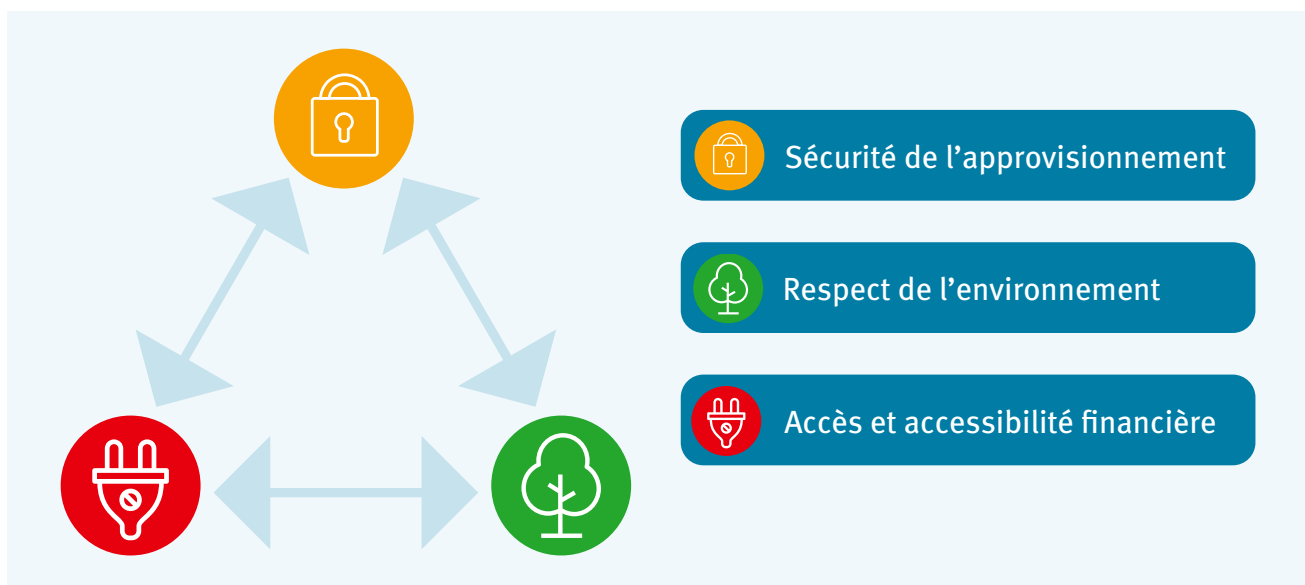 Sécurité de l’approvisionnement
Respect de l’environnement
Accès et accessibilité financière